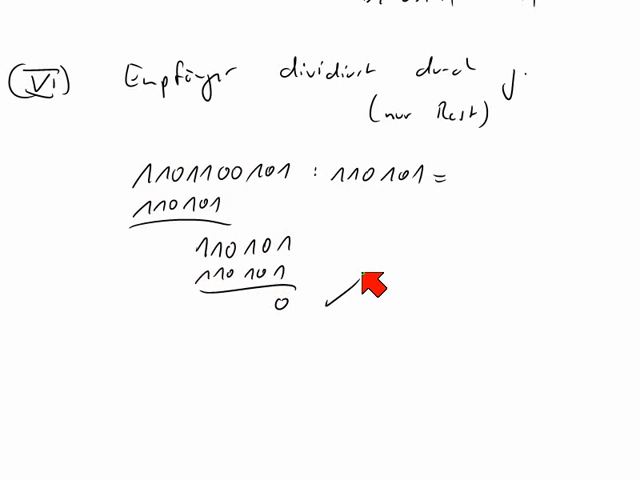 (VI) Empfänger dividiert durch g.
(nur Rest)
1101100101 : 110101 =
110101
110101
110101
0